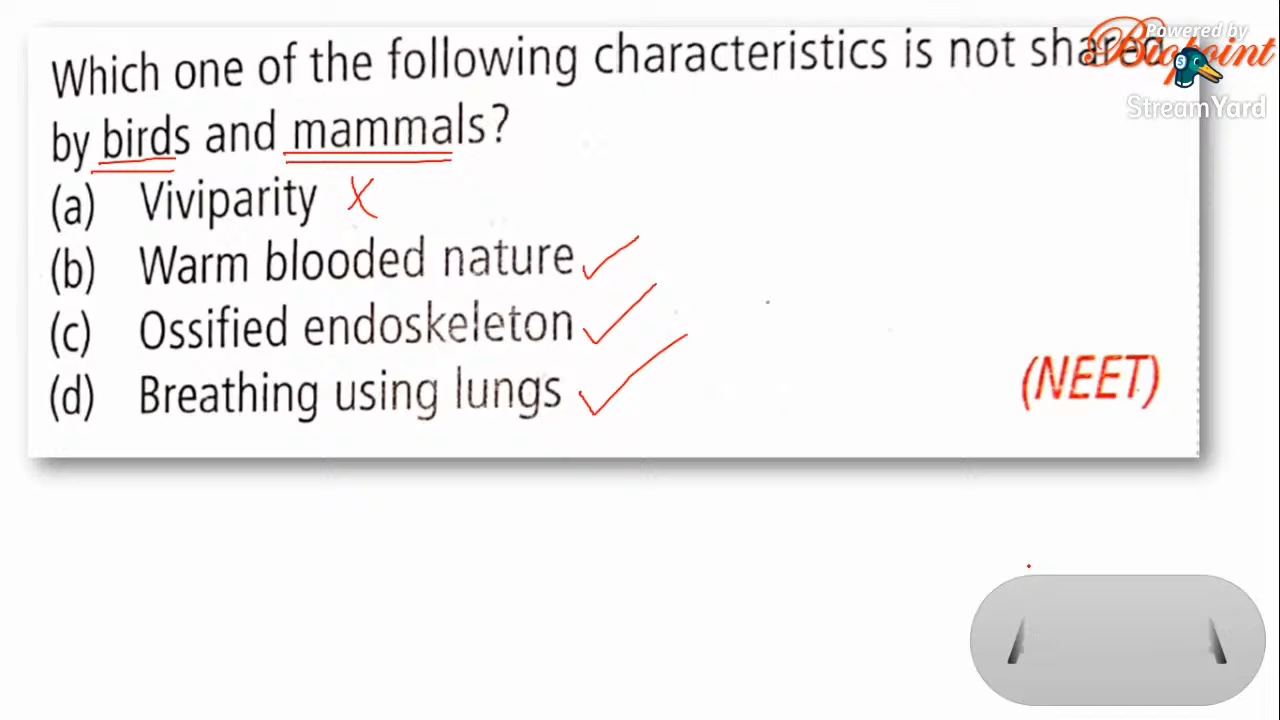 Which one of the following characteristics is not shared
by birds and mammals?
(a) Viviparity X
(b) Warm blooded nature ✓
(c) Ossified endoskeleton ✓
(d) Breathing using lungs ✓
(NEET)
Biopoint
Powered by
StreamYard